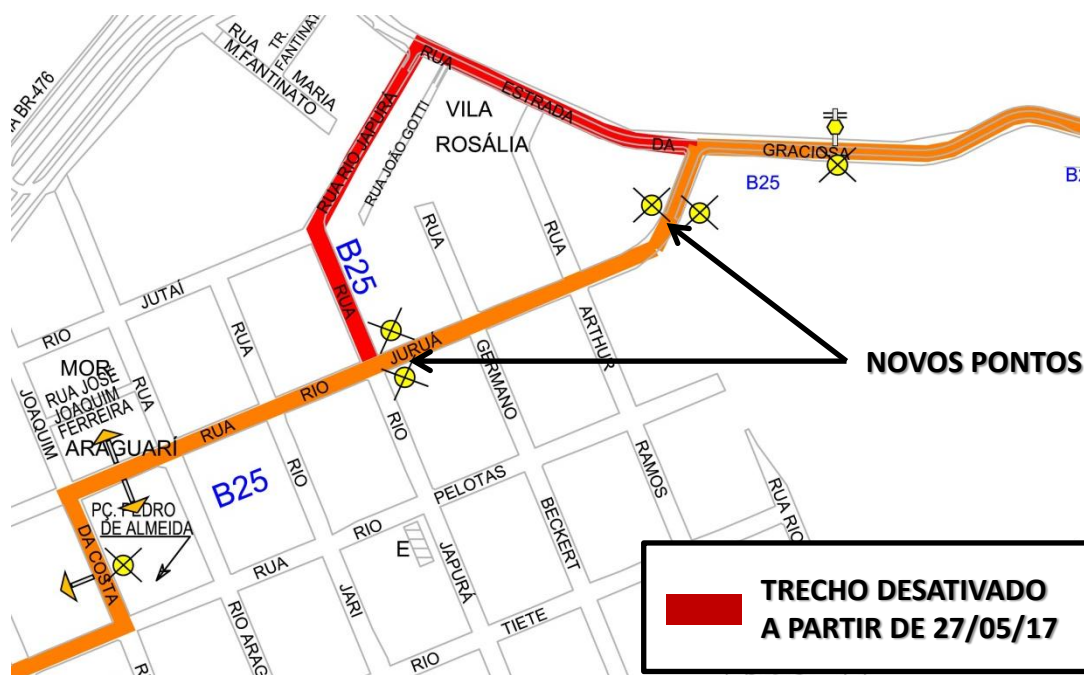 RUA
M.FANTINATO
TR.
FANTINAT
MARIA
A BR-476
RUA
ESTRADA
DA
GRACIOSA
VILA
ROSÁLIA
RUA RIO JAPURÁ
RUA JOÃO GOTTI
B25
B2
B25
RUA
RUA
RUA
JUTAÍ
RIO
RUA
JURUÁ
GERMANO
ARTHUR
NOVOS PONTOS
MOR.
ARAGUARÍ
RUA JOSÉ
JOAQUIM
FERREIRA
JOAQUIM
RUA
RIO
RUA
B25
RIO
RIO
PELOTAS
RAMOS
RUA RIO
PÇ. PEDRO
DE ALMEIDA
DA COSTA
RIO
RUA
E
JAPURÁ
BECKERT
JARI
TIETE
RIO
RIO ARAG
R
TRECHO DESATIVADO
A PARTIR DE 27/05/17